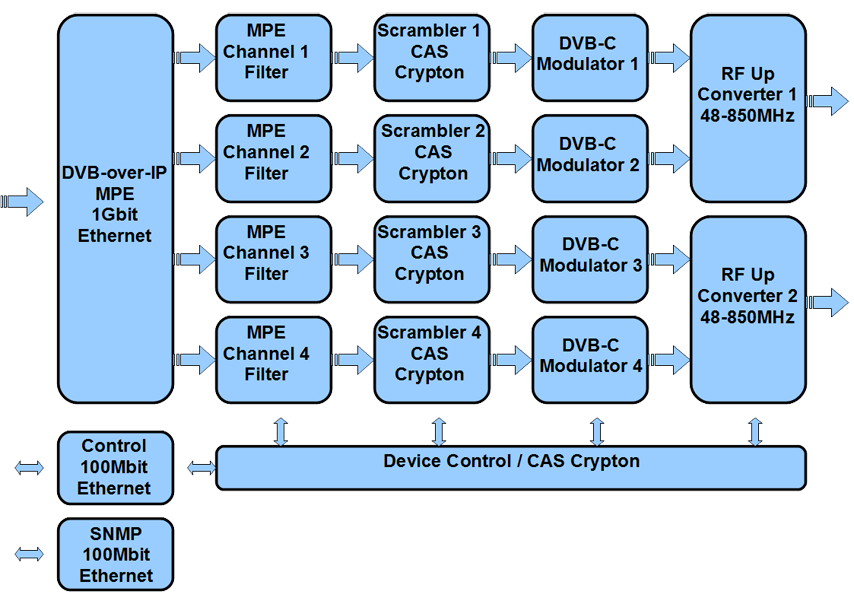 DVB-over-IP
MPE
1Gbit
Ethernet
MPE
Channel 1
Filter
Scrambler 1
CAS
Crypton
DVB-C
Modulator 1
RF Up
Converter 1
48-850MHz
MPE
Channel 2
Filter
Scrambler 2
CAS
Crypton
DVB-C
Modulator 2
MPE
Channel 3
Filter
Scrambler 3
CAS
Crypton
DVB-C
Modulator 3
RF Up
Converter 2
48-850MHz
MPE
Channel 4
Filter
Scrambler 4
CAS
Crypton
DVB-C
Modulator 4
Control
100Mbit
Ethernet
Device Control / CAS Crypton
SNMP
100Mbit
Ethernet